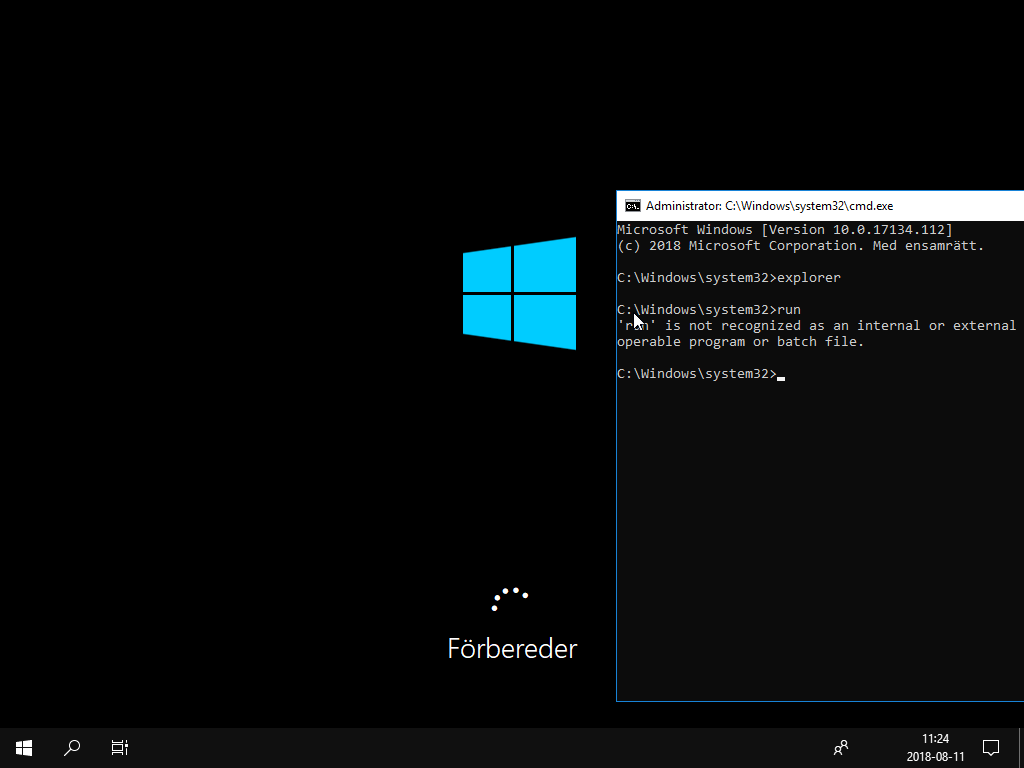 Administrator: C:\Windows\system32\cmd.exe
Microsoft Windows [Version 10.0.17134.112]
(c) 2018 Microsoft Corporation. Med ensamrätt.
C:\Windows\system32>explorer
C:\Windows\system32>run
'run' is not recognized as an internal or external
operable program or batch file.
C:\Windows\system32>
Förbereder
11:24
2018-08-11